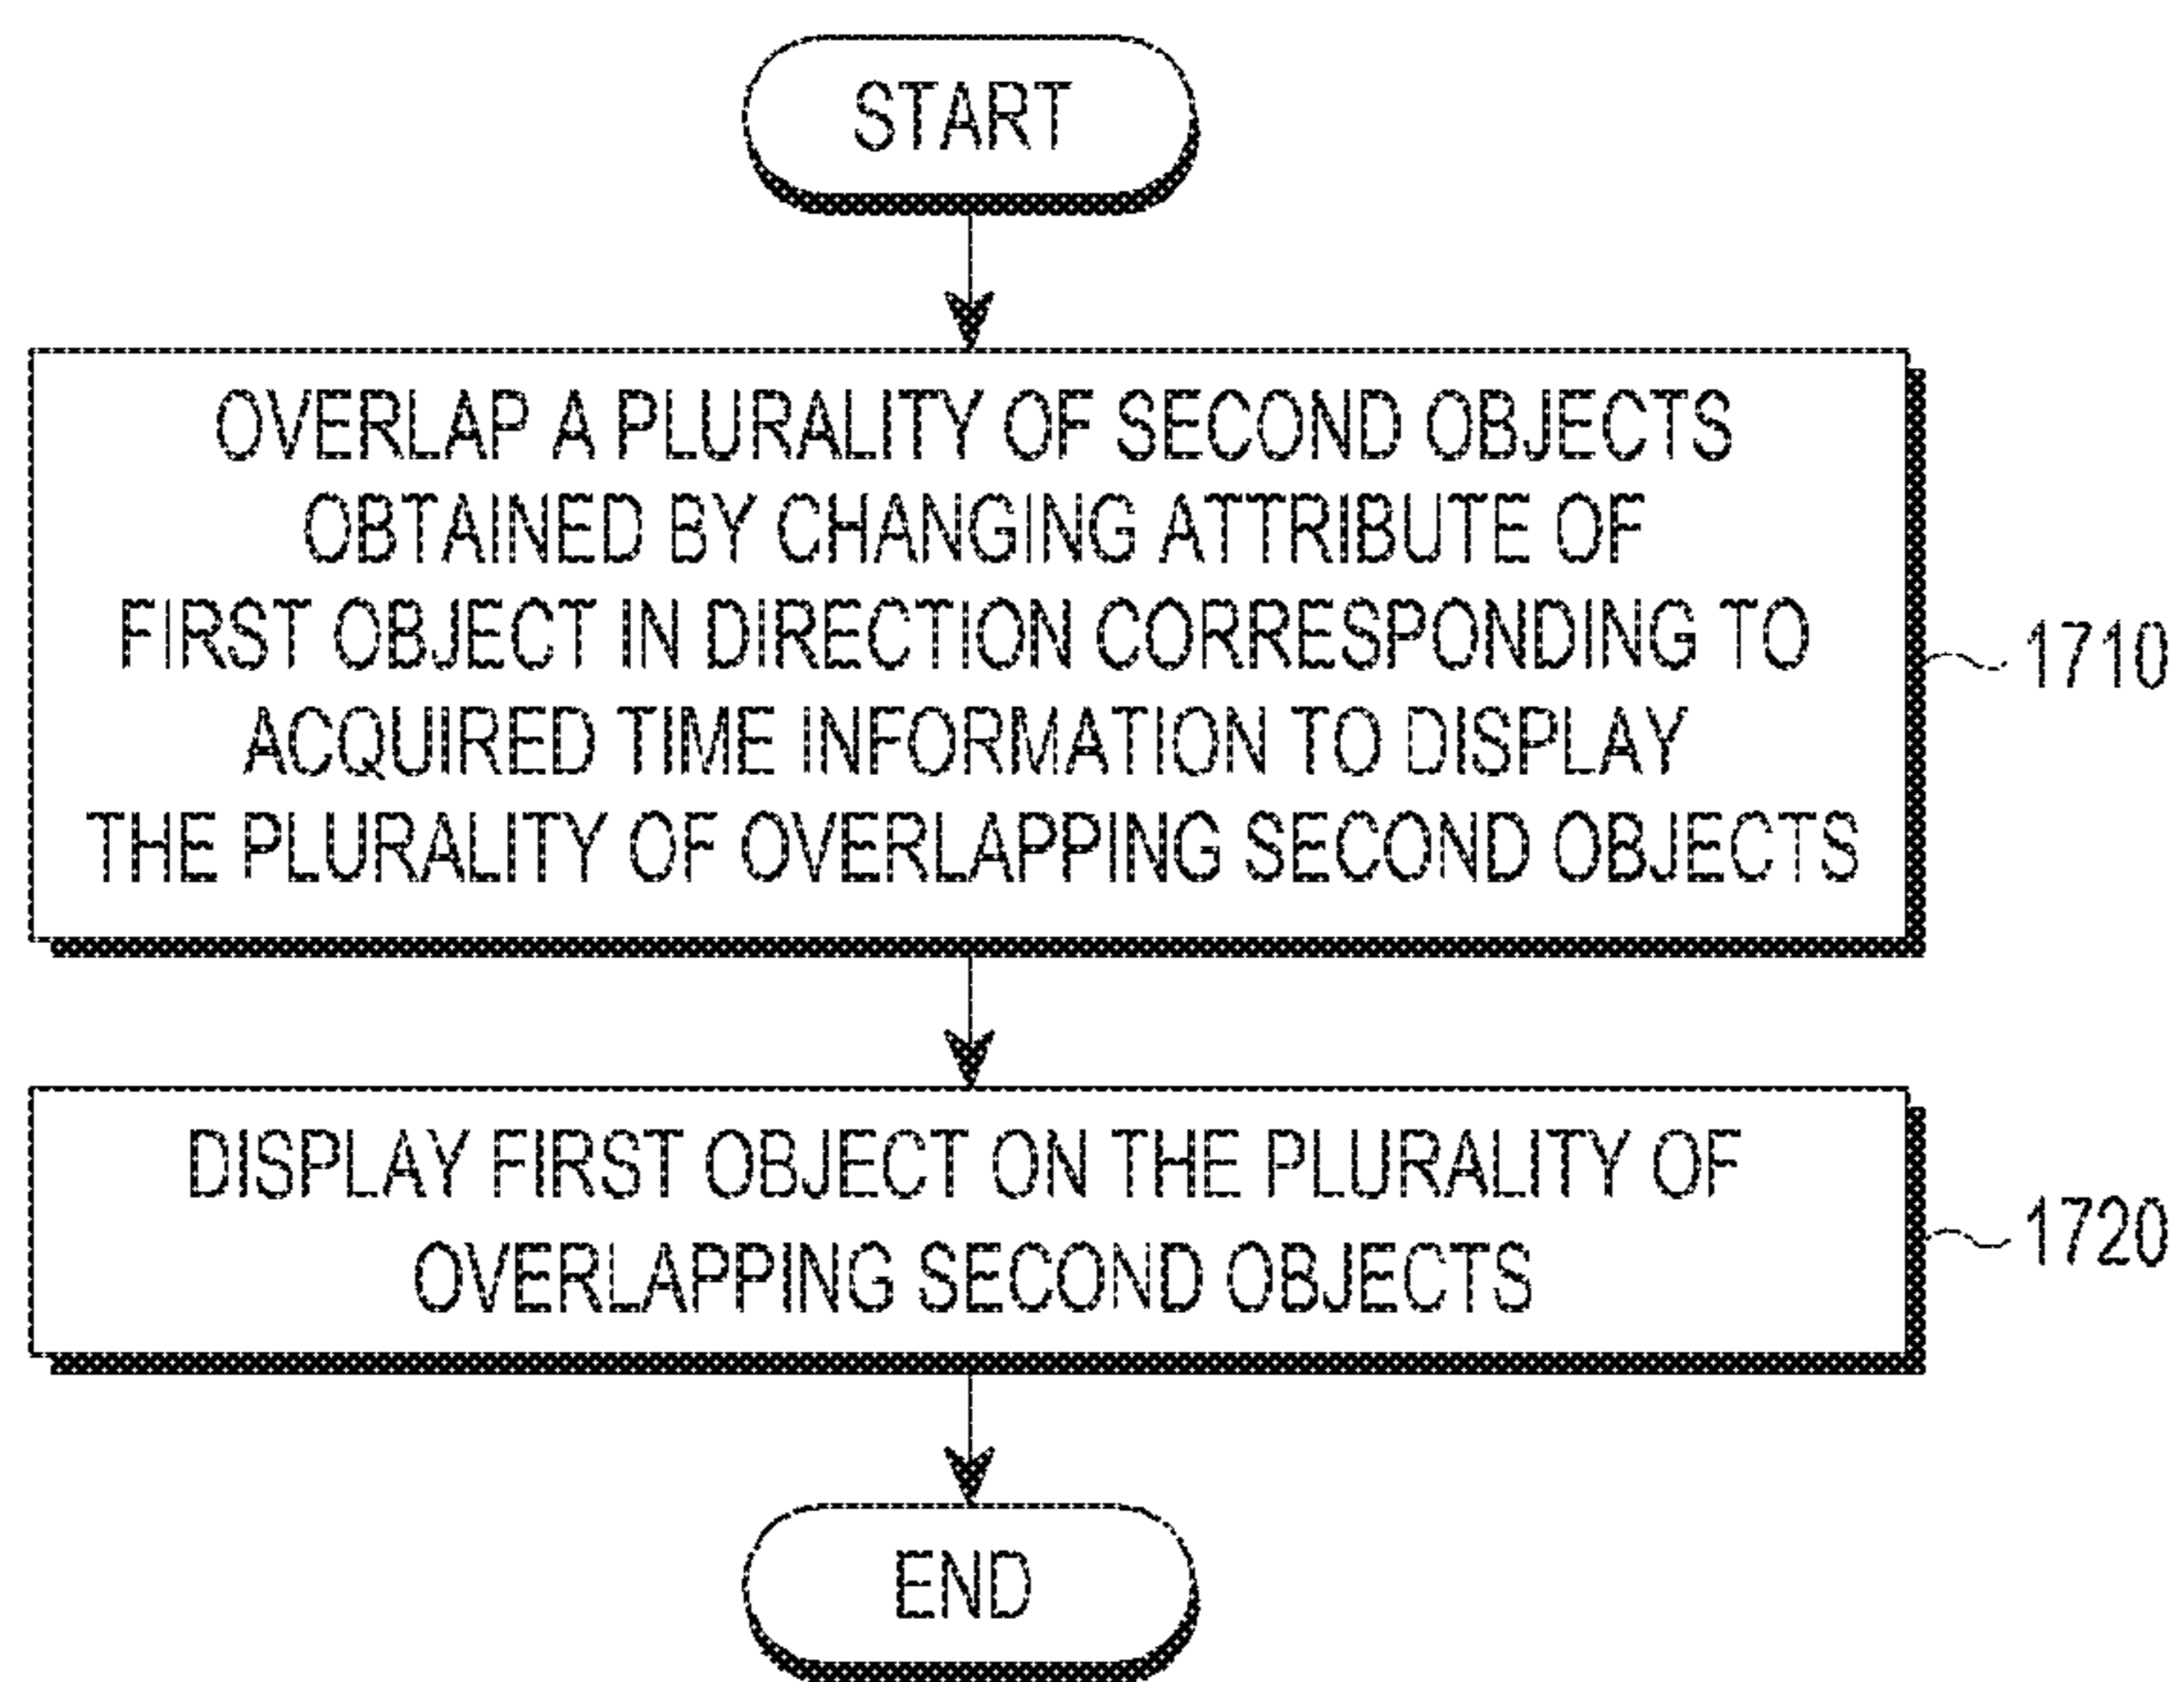 START
OVERLAP A PLURALITY OF SECOND OBJECTS
OBTAINED BY CHANGING ATTRIBUTE OF
FIRST OBJECT IN DIRECTION CORRESPONDING TO
ACQUIRED TIME INFORMATION TO DISPLAY
THE PLURALITY OF OVERLAPPING SECOND OBJECTS
1710
DISPLAY FIRST OBJECT ON THE PLURALITY OF
OVERLAPPING SECOND OBJECTS
1720
END